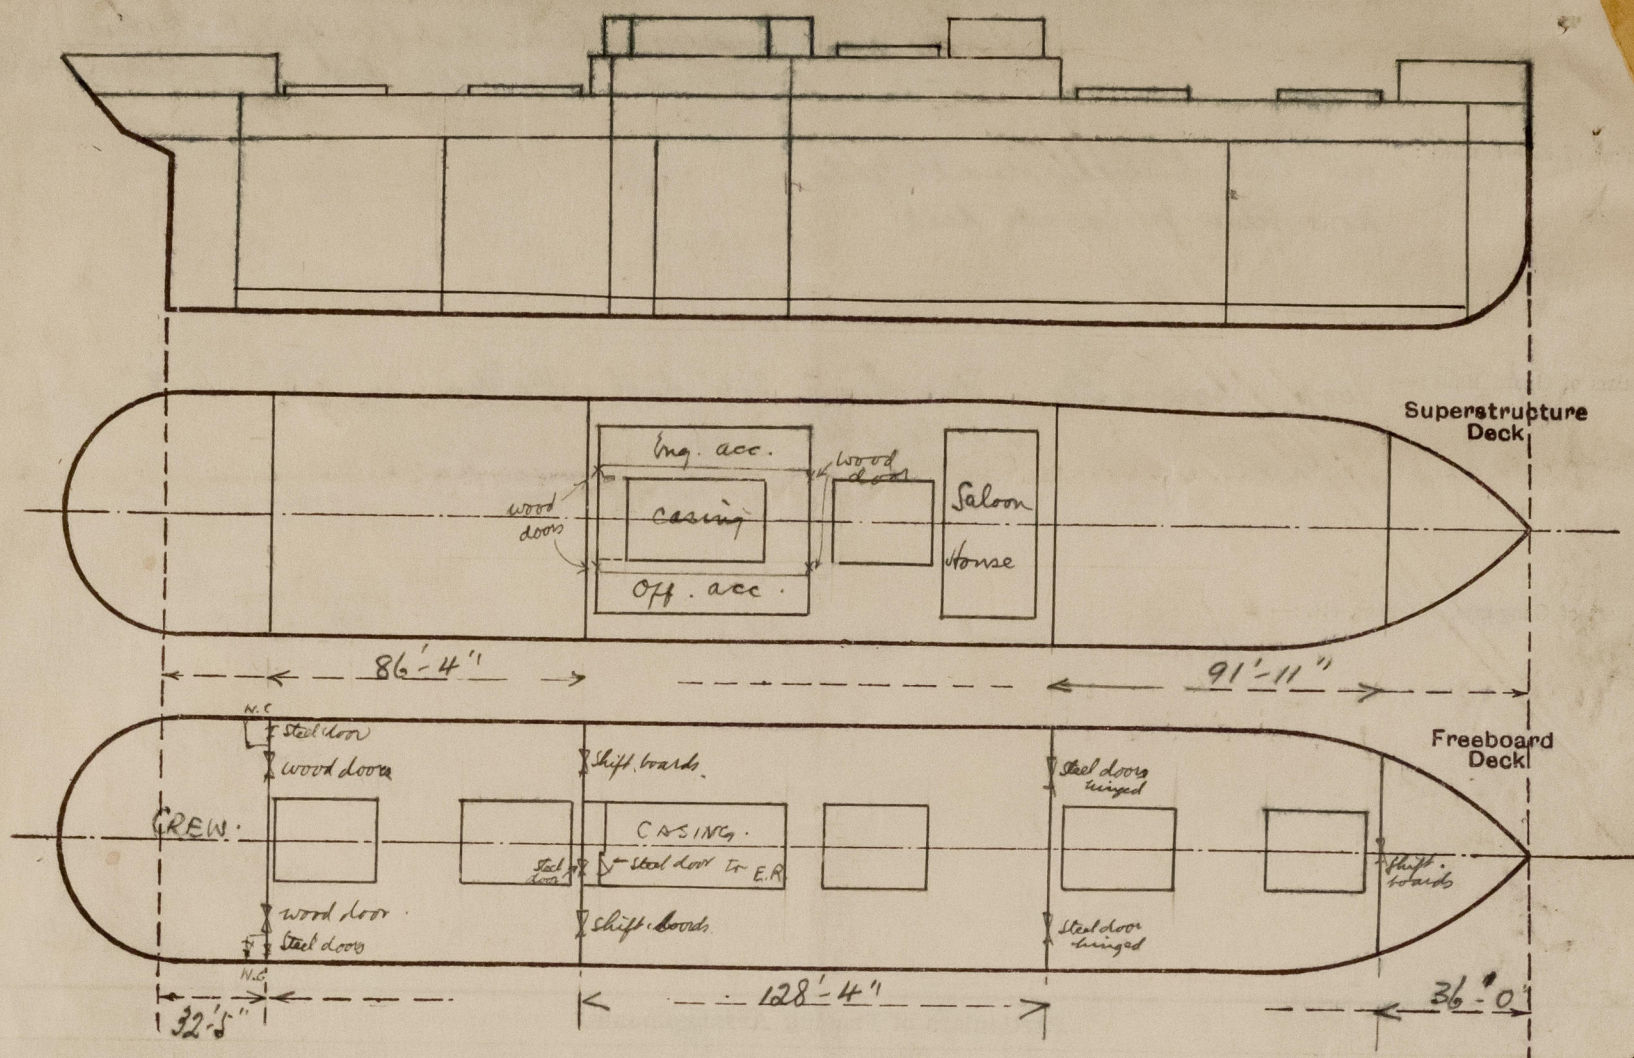 Superstructure
Deck
Eng. acc.
wood
door
wood
doors
casing
Saloon
House
Off. acc.
86'-4"
91'-11"
Freeboard
Deck
W.C
Steel door
wood doors
Shift. boards.
Steel doors
hinged
CREW.
CASING.
steel
door
Steel door to E.R.
Shift.
boards
wood door.
Steel doors
W.C
Shift. boards.
Steel door
hinged
32'-5"
128'-4"
36'-0"